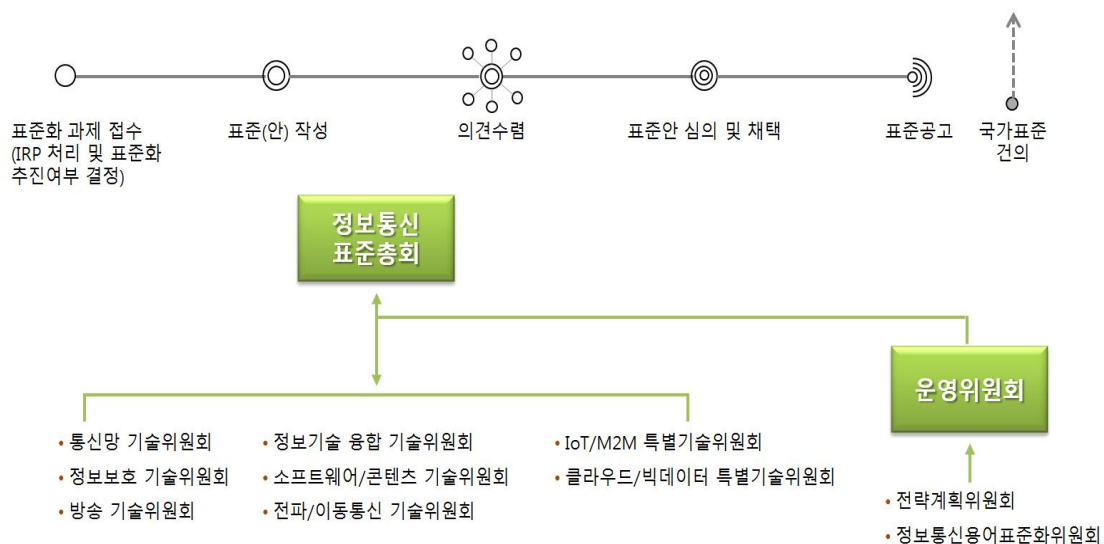 표준화 과제 접수
(IRP 처리 및 표준화
추진여부 결정)
표준(안) 작성
의견수렴
표준안 심의 및 채택
표준공고
국가표준
건의
정보통신
표준총회
운영위원회
• 통신망 기술위원회
• 정보보호 기술위원회
• 방송 기술위원회
• 정보기술 융합 기술위원회
• 소프트웨어/콘텐츠 기술위원회
• 전파/이동통신 기술위원회
• IoT/M2M 특별기술위원회
• 클라우드/빅데이터 특별기술위원회
• 전략계획위원회
• 정보통신용어표준화위원회